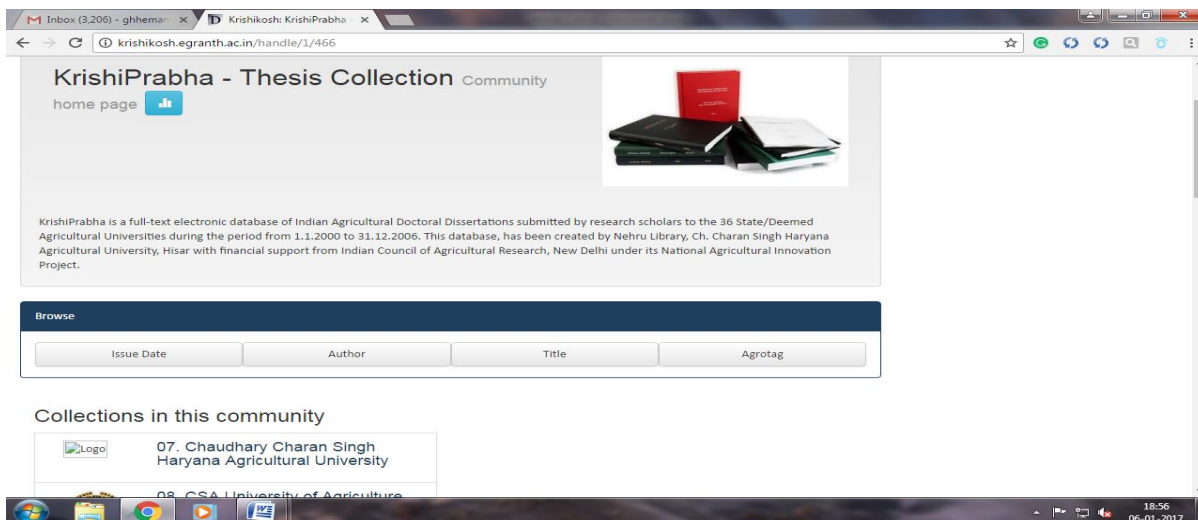 Inbox (3,206) - ghheman
Krishikosh: KrishiPrabha -
krishikosh.egranth.ac.in/handle/1/466
KrishiPrabha - Thesis Collection Community
home page
KrishiPrabha is a full-text electronic database of Indian Agricultural Doctoral Dissertations submitted by research scholars to the 36 State/Deemed
Agricultural Universities during the period from 1.1.2000 to 31.12.2006. This database, has been created by Nehru Library, Ch. Charan Singh Haryana
Agricultural University, Hisar with financial support from Indian Council of Agricultural Research, New Delhi under its National Agricultural Innovation
Project.
Browse
Issue Date Author Title Agrotag
Collections in this community
Logo
07. Chaudhary Charan Singh
Haryana Agricultural University
08. CSA University of Agriculture
18:56
06-01-2017